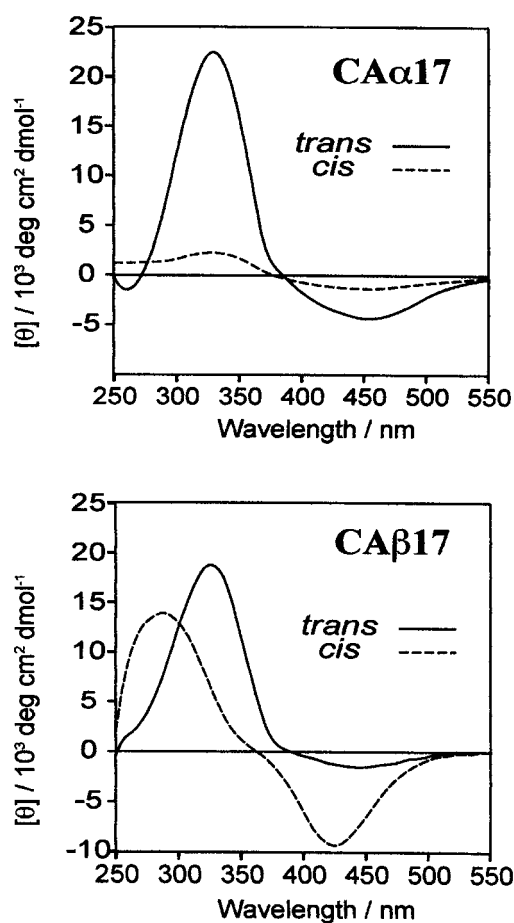 25
20
15
10
5
0
-5
[θ] / 10³ deg cm² dmol⁻¹
CAα17
trans
cis
250 300 350 400 450 500 550
Wavelength / nm
25
20
15
10
5
0
-5
-10
[θ] / 10³ deg cm² dmol⁻¹
CAβ17
trans
cis
250 300 350 400 450 500 550
Wavelength / nm